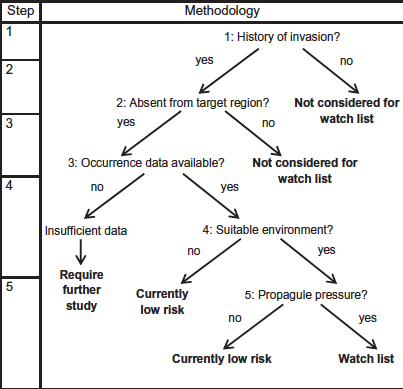 Step Methodology
1
1: History of invasion?
yes no
2
2: Absent from target region? Not considered for
watch list
yes no
3
3: Occurrence data available? Not considered for
watch list
no yes
4
Insufficient data 4: Suitable environment?
no yes
Require
further
study
Currently
low risk
5
5: Propagule pressure?
no yes
Currently low risk Watch list